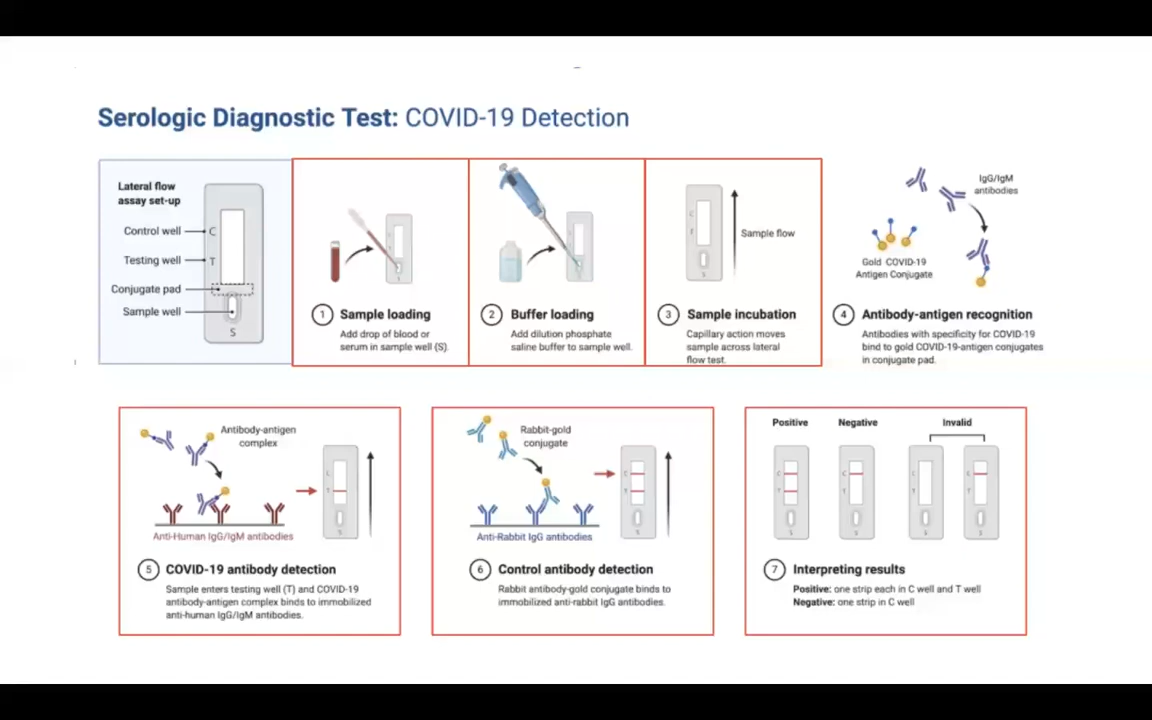 Serologic Diagnostic Test: COVID-19 Detection
Lateral flow
assay set-up
Control well
C
Testing well
T
Conjugate pad
Sample well
S
1 Sample loading
Add drop of blood or
serum in sample well (S).
2 Buffer loading
Add dilution phosphate
saline buffer to sample well.
C
T
S
Sample flow
3 Sample incubation
Capillary action moves
sample across lateral
flow test.
IgG/IgM
antibodies
Gold COVID-19
Antigen Conjugate
4 Antibody-antigen recognition
Antibodies with specificity for COVID-19
bind to gold COVID-19-antigen conjugates
in conjugate pad.
Antibody-antigen
complex
C
T
S
Anti-Human IgG/IgM antibodies
5 COVID-19 antibody detection
Sample enters testing well (T) and COVID-19
antibody-antigen complex binds to immobilized
anti-human IgG/IgM antibodies.
Rabbit-gold
conjugate
C
T
S
Anti-Rabbit IgG antibodies
6 Control antibody detection
Rabbit antibody-gold conjugate binds to
immobilized anti-rabbit IgG antibodies.
Positive Negative Invalid
C C C C
T T T T
S S S S
7 Interpreting results
Positive: one strip each in C well and T well
Negative: one strip in C well